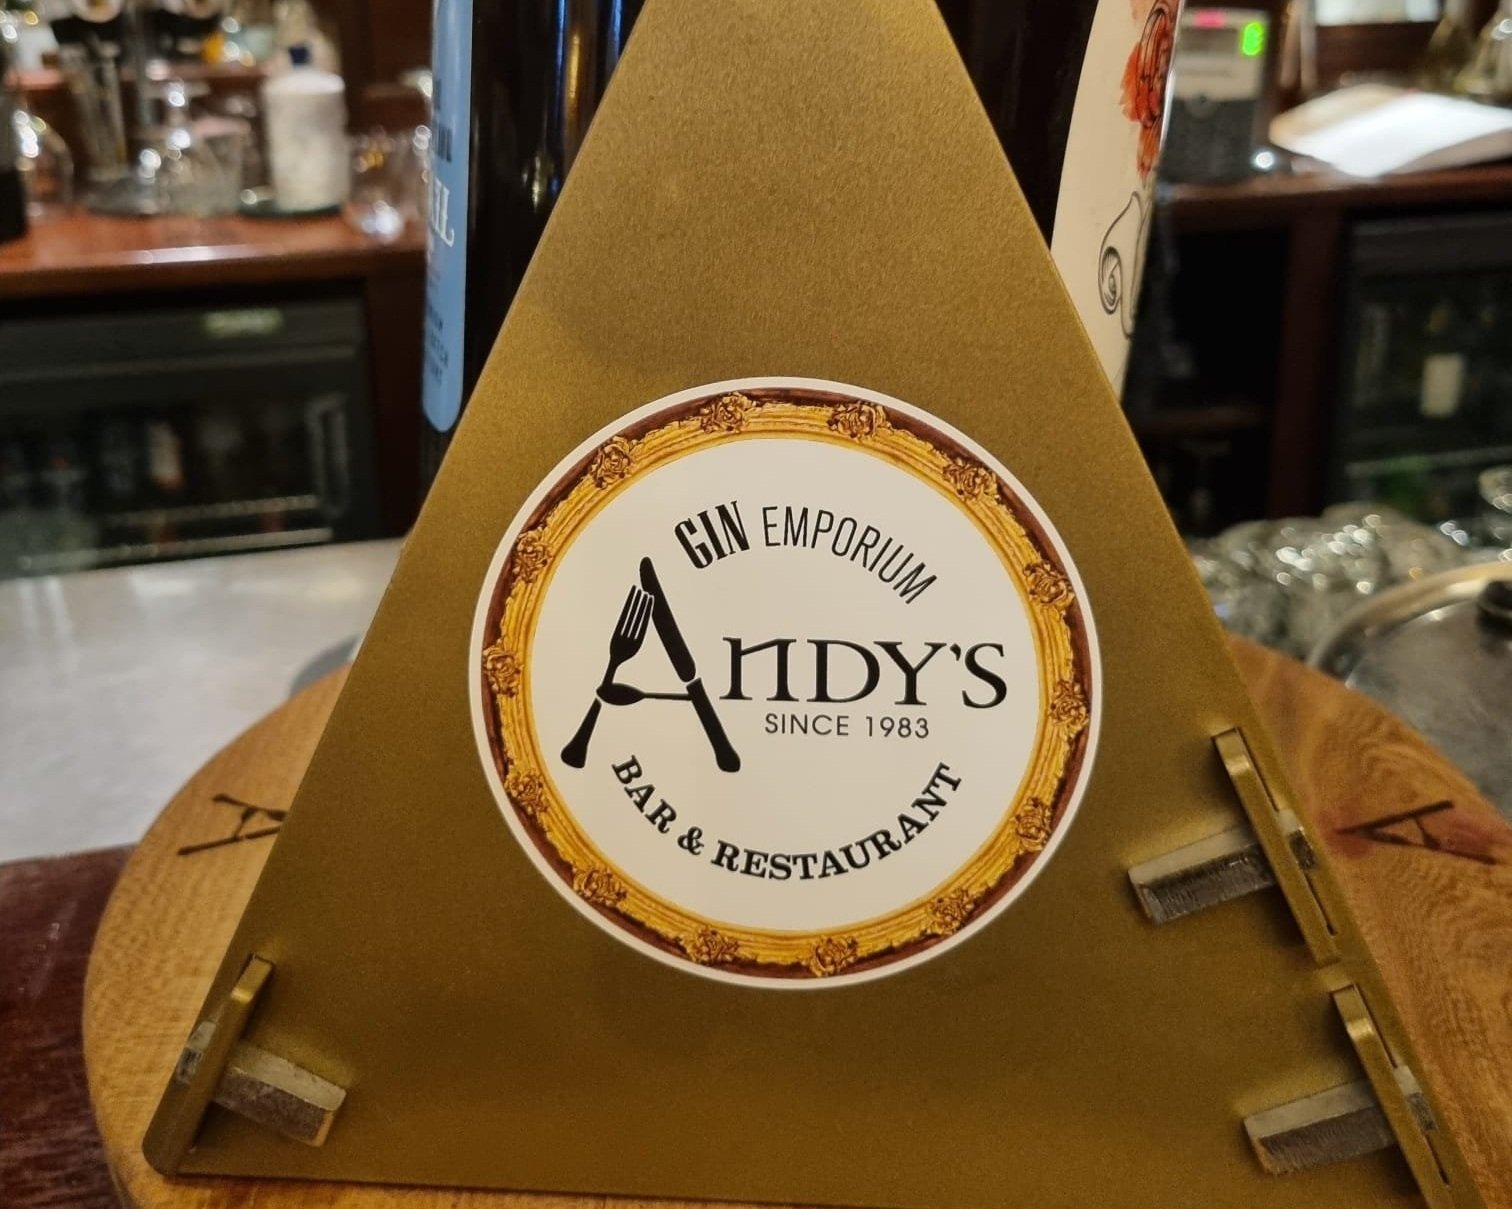 GIN EMPORIUM
ANDY'S
SINCE 1983
BAR & RESTAURANT